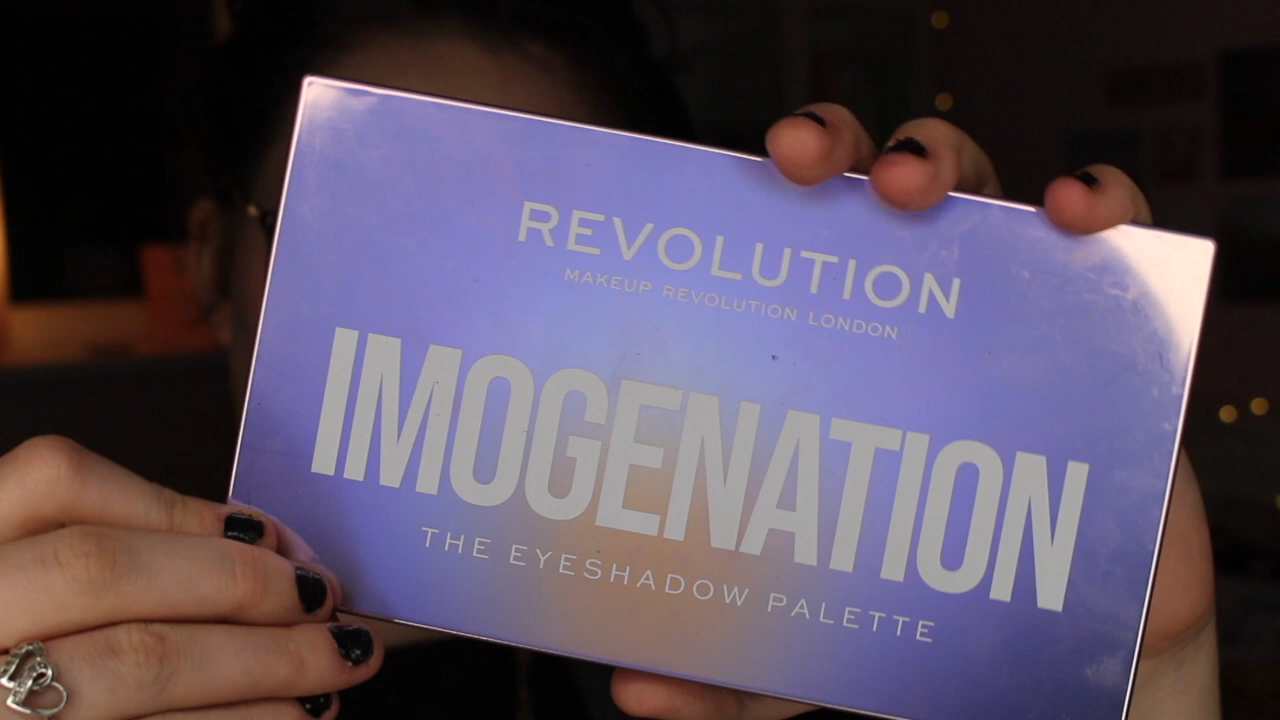 REVOLUTION
MAKEUP REVOLUTION LONDON
IMOGENATION
THE EYESHADOW PALETTE